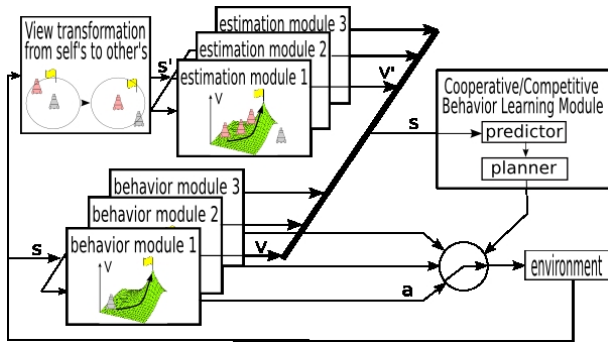 View transformation
from self's to other's
s'
estimation module 3
estimation module 2
estimation module 1
V
V'
s
Cooperative/Competitive
Behavior Learning Module
predictor
planner
behavior module 3
behavior module 2
behavior module 1
V
s
V
a
environment